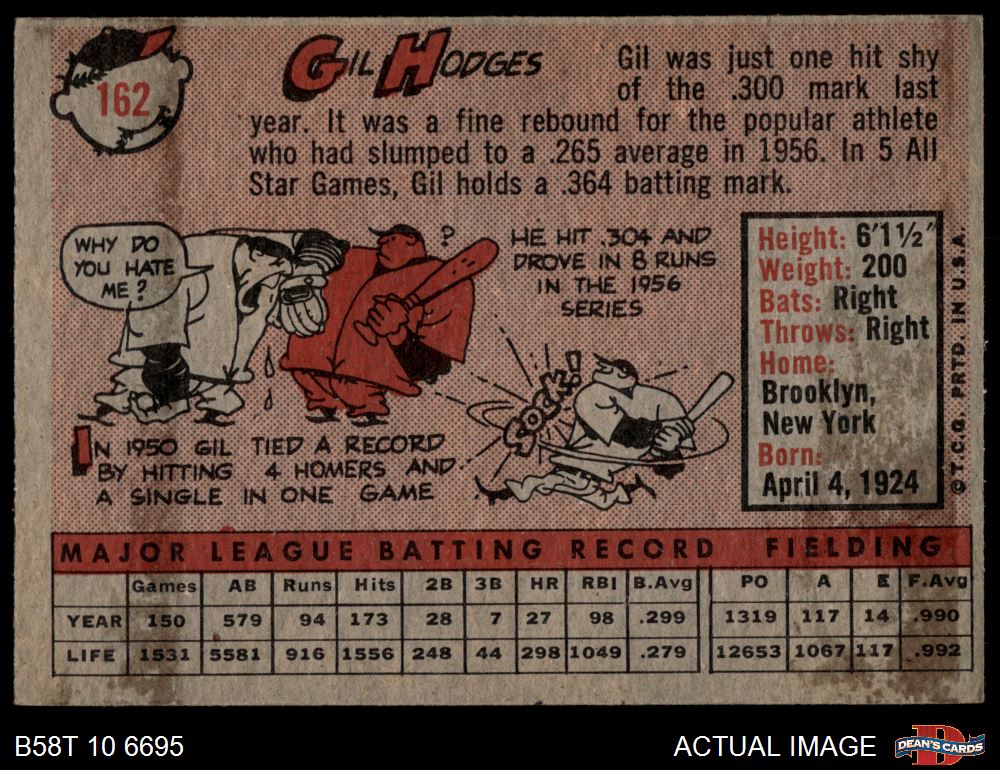 162
GIL HODGES
Gil was just one hit shy
of the .300 mark last
year. It was a fine rebound for the popular athlete
who had slumped to a .265 average in 1956. In 5 All
Star Games, Gil holds a .364 batting mark.
WHY DO
YOU HATE
ME?
?
HE HIT .304 AND
DROVE IN 8 RUNS
IN THE 1956
SERIES
SOCK!
IN 1950 GIL TIED A RECORD
BY HITTING 4 HOMERS AND
A SINGLE IN ONE GAME
Height: 6'1½"
Weight: 200
Bats: Right
Throws: Right
Home:
Brooklyn,
New York
Born:
April 4, 1924
© T.C.G. PRTD. IN U.S.A.
MAJOR LEAGUE BATTING RECORD FIELDING
Games AB Runs Hits 2B 3B HR RBI B.Avg PO A E F.Avg
YEAR 150 579 94 173 28 7 27 98 .299 1319 117 14 .990
LIFE 1531 5581 916 1556 248 44 298 1049 .279 12653 1067 117 .992
B58T 10 6695
ACTUAL IMAGE
DEAN'S CARDS